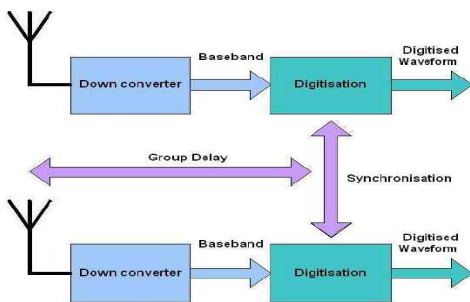 Baseband
Digitised
Waveform
Down converter
Digitisation
Group Delay
Synchronisation
Baseband
Digitised
Waveform
Down converter
Digitisation